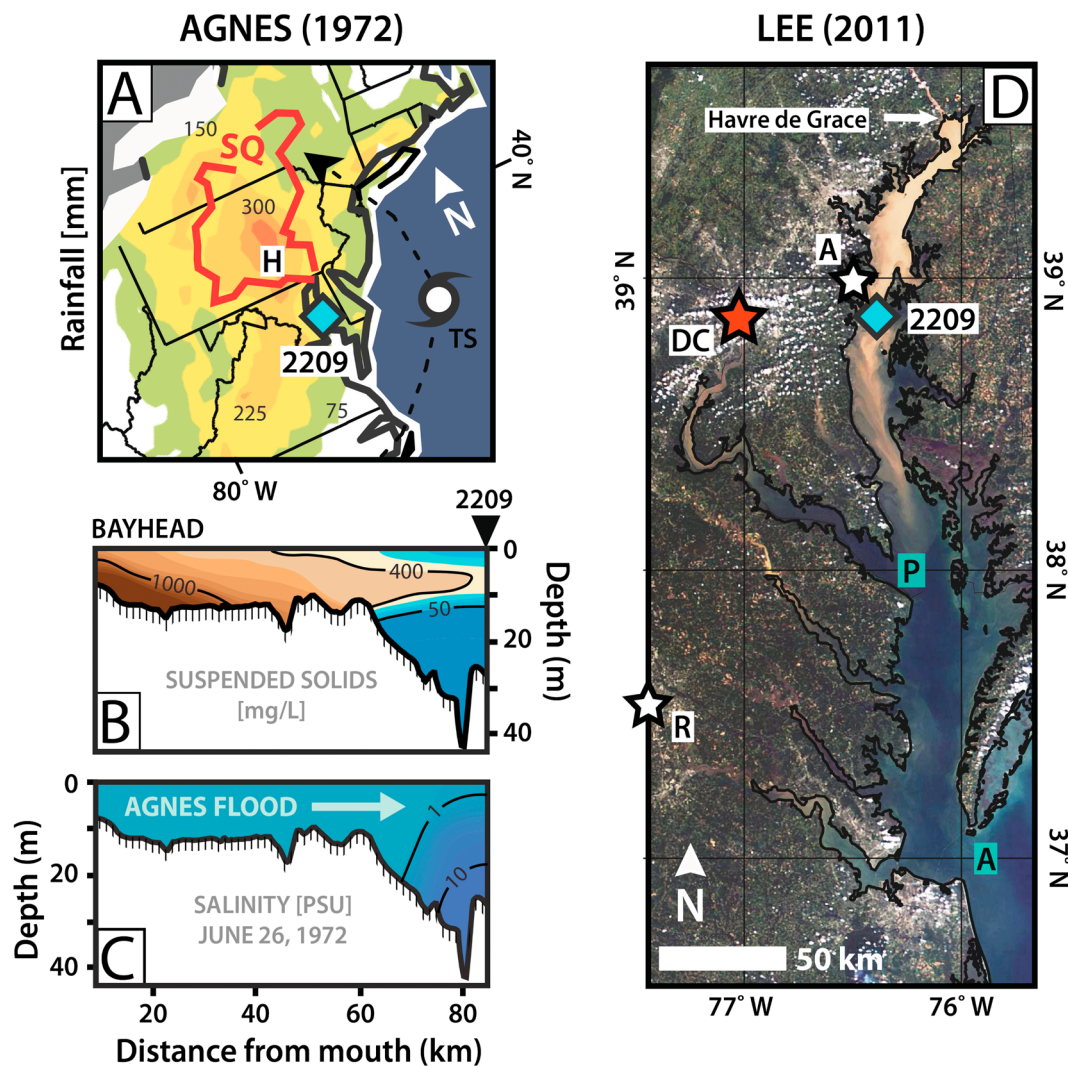 AGNES (1972)
LEE (2011)
A
150
SQ
300
H
2209
225
75
TS
N
40° N
80° W
Rainfall [mm]
BAYHEAD
2209
1000
400
50
SUSPENDED SOLIDS
[mg/L]
B
0
20
40
Depth (m)
0
20
40
Depth (m)
AGNES FLOOD
1
10
SALINITY [PSU]
JUNE 26, 1972
C
20
40
60
80
Distance from mouth (km)
D
Havre de Grace
A
DC
2209
P
R
A
N
50 km
39° N
39° N
38° N
37° N
77° W
76° W